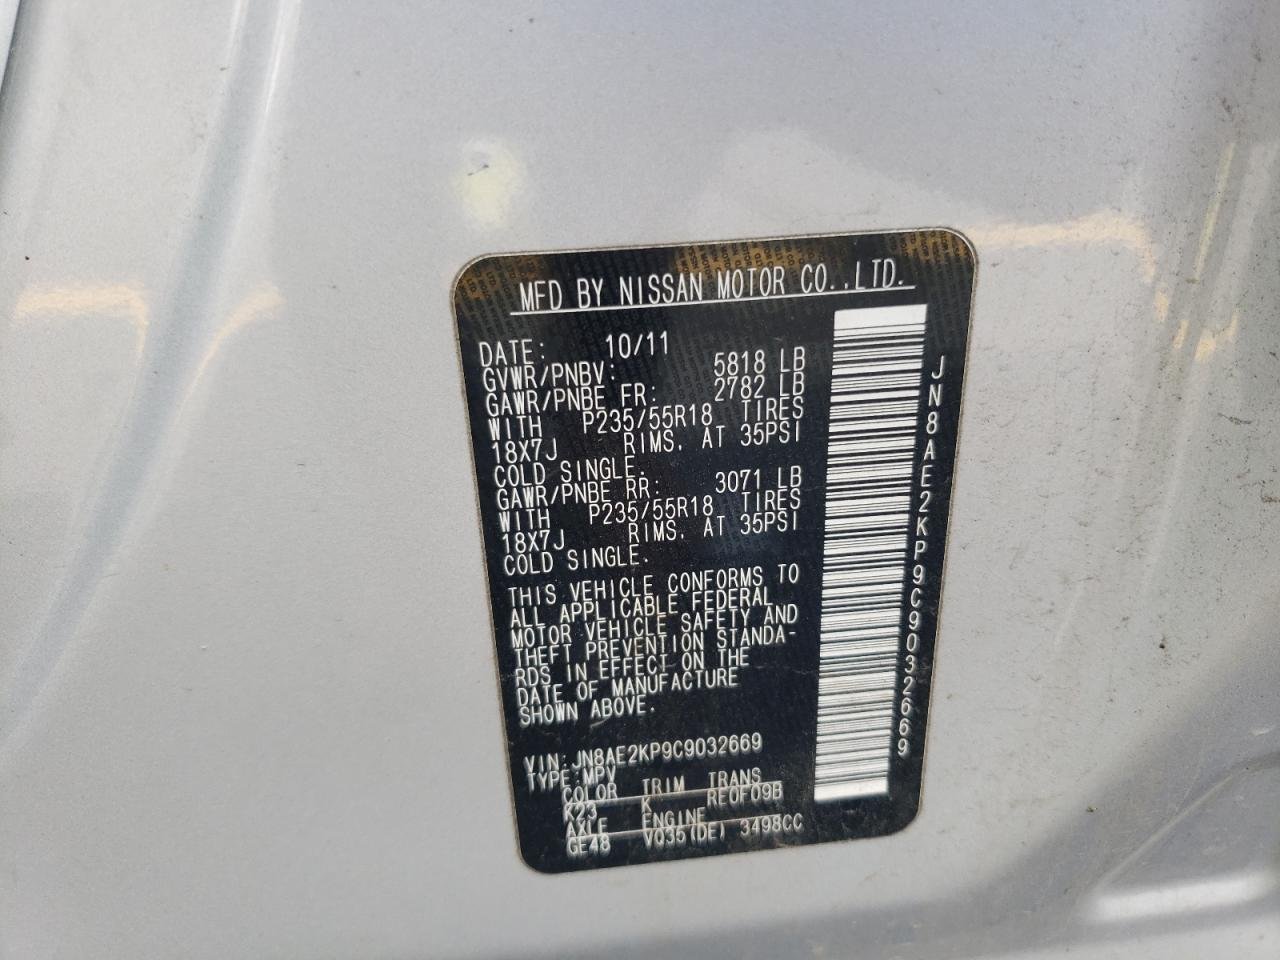 MFD BY NISSAN MOTOR CO.,LTD.
DATE: 10/11
GVWR/PNBV: 5818 LB
GAWR/PNBE FR: 2782 LB
WITH P235/55R18 TIRES
18X7J RIMS. AT 35PSI
COLD SINGLE.
GAWR/PNBE RR: 3071 LB
WITH P235/55R18 TIRES
18X7J RIMS. AT 35PSI
COLD SINGLE.
THIS VEHICLE CONFORMS TO
ALL APPLICABLE FEDERAL
MOTOR VEHICLE SAFETY AND
THEFT PREVENTION STANDA-
RDS IN EFFECT ON THE
DATE OF MANUFACTURE
SHOWN ABOVE.
VIN:JN8AE2KP9C9032669
TYPE:MPV
COLOR TRIM TRANS
K23 K RE0F09B
AXLE ENGINE
GE48 VQ35(DE) 3498CC
JN8AE2KP9C9032669